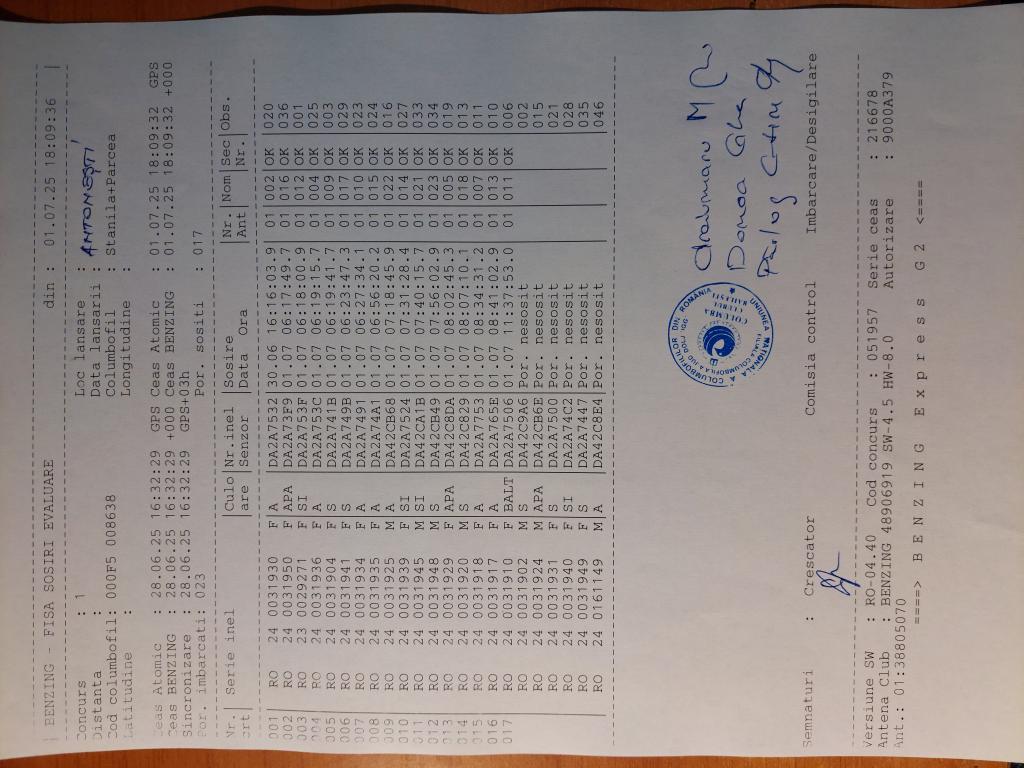 | BENZING - FISA SOSIRI EVALUARE din : 01.07.25 18:09:36 |
Concurs : 1 Loc lansare : ANTONESTI
Distanta : Data lansarii :
Cod columbofil: 000F5 008638 Columbofil : Stanila+Parcea
Latitudine : Longitudine :
Ceas Atomic : 28.06.25 16:32:29 GPS Ceas Atomic : 01.07.25 18:09:32 GPS
Ceas BENZING : 28.06.25 16:32:29 +000 Ceas BENZING : 01.07.25 18:09:32 +000
Sincronizare : 28.06.25 16:32:29 GPS+03h
Por. imbarcati: 023 Por. sositi : 017
Nr. | Serie inel |Culo|Nr.inel |Sosire |Nr. |Nom|Sec|Obs.
crt| |are |Senzor |Data Ora |Ant | |Nr.|
001 RO 24 0031930 F A |DA2A7532|30.06 16:16:03.9 01 002 OK 020
002 RO 24 0031950 F APA |DA2A73F9|01.07 06:17:49.7 01 016 OK 036
003 RO 23 0029271 F SI |DA2A753F|01.07 06:18:00.9 01 012 OK 001
004 RO 24 0031936 F A |DA2A753C|01.07 06:19:15.7 01 004 OK 025
005 RO 24 0031904 F S |DA2A741B|01.07 06:19:41.7 01 009 OK 003
006 RO 24 0031941 F S |DA2A749B|01.07 06:23:47.3 01 017 OK 029
007 RO 24 0031934 F A |DA2A7491|01.07 06:27:34.1 01 010 OK 023
008 RO 24 0031935 F A |DA2A74A1|01.07 06:56:20.2 01 015 OK 024
009 RO 24 0031925 M A |DA42CB68|01.07 07:18:45.9 01 022 OK 016
010 RO 24 0031939 F SI |DA2A7524|01.07 07:31:28.4 01 014 OK 027
011 RO 24 0031945 M SI |DA42CA1B|01.07 07:40:15.7 01 021 OK 033
012 RO 24 0031948 M S |DA42CB49|01.07 07:56:02.9 01 023 OK 034
013 RO 24 0031929 F APA |DA42C8DA|01.07 08:02:45.3 01 005 OK 019
014 RO 24 0031920 M S |DA42CB29|01.07 08:07:10.1 01 018 OK 013
015 RO 24 0031918 F A |DA2A7753|01.07 08:34:31.2 01 007 OK 011
016 RO 24 0031917 F A |DA2A765E|01.07 08:41:02.9 01 013 OK 010
017 RO 24 0031910 F BALT|DA2A7506|01.07 11:37:53.0 01 011 OK 006
RO 24 0031902 M S |DA42C9A6|Por. nesosit 002
RO 24 0031924 M APA |DA42CB6E|Por. nesosit 015
RO 24 0031931 F S |DA2A7500|Por. nesosit 021
RO 24 0031940 F SI |DA2A74C2|Por. nesosit 028
RO 24 0031949 F S |DA2A7447|Por. nesosit 035
RO 24 0161149 M A |DA42C8E4|Por. nesosit 046
UNIUNEA NATIONALA A COLUMBOFILILOR DIN ROMANIA
COLUMBA
CLUBUL
BAILESTI
Semnaturi : Crescator Comisia control Imbarcare/Desigilare
Versiune SW : RO-04.40 Cod concurs : 051957 Serie ceas : 216678
Antena Club : BENZING 48906919 SW-4.5 HW-8.0 Autorizare : 9000A379
Ant.: 01:38805070
====> B E N Z I N G E x p r e s s G 2 <====